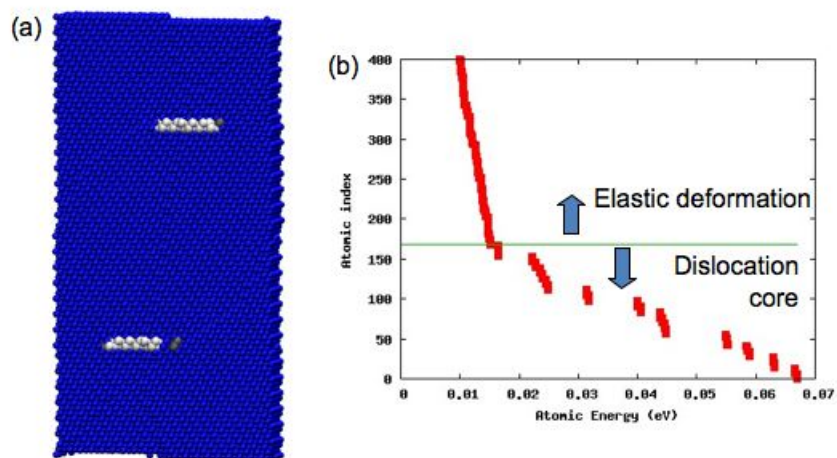 (a)
(b)
400
350
300
250
200
150
100
50
0
Atomic index
Elastic deformation
Dislocation
core
0
0.01
0.02
0.03
0.04
0.05
0.06
0.07
Atomic Energy (eV)